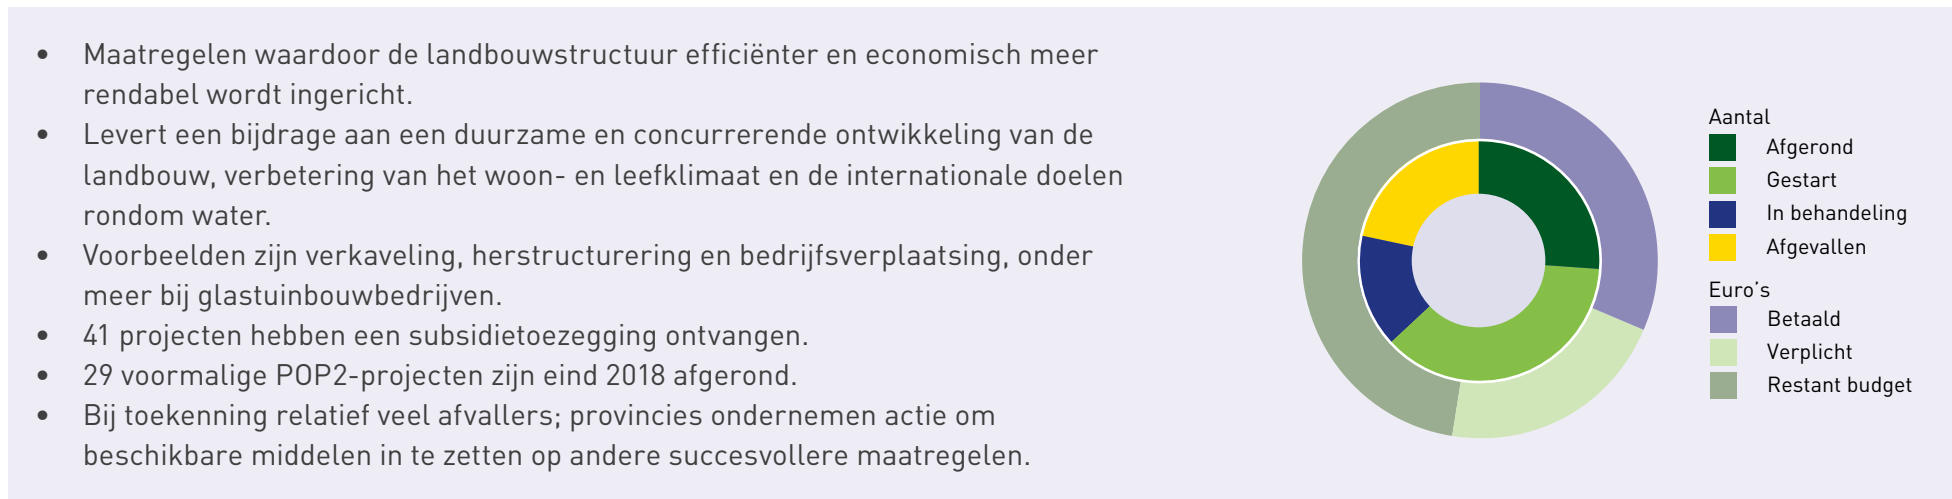 • Maatregelen waardoor de landbouwstructuur efficiënter en economisch meer
rendabel wordt ingericht.
• Levert een bijdrage aan een duurzame en concurrerende ontwikkeling van de
landbouw, verbetering van het woon- en leefklimaat en de internationale doelen
rondom water.
• Voorbeelden zijn verkaveling, herstructurering en bedrijfsverplaatsing, onder
meer bij glastuinbouwbedrijven.
• 41 projecten hebben een subsidietoezegging ontvangen.
• 29 voormalige POP2-projecten zijn eind 2018 afgerond.
• Bij toekenning relatief veel afvallers; provincies ondernemen actie om
beschikbare middelen in te zetten op andere succesvollere maatregelen.
Aantal
Afgerond
Gestart
In behandeling
Afgevallen
Euro’s
Betaald
Verplicht
Restant budget